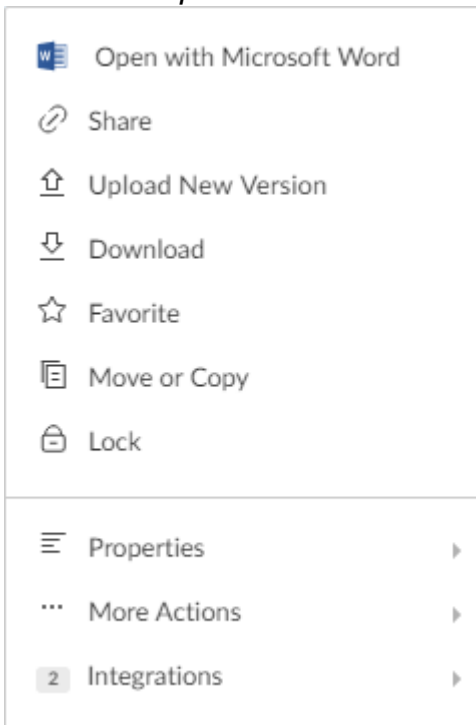 Open with Microsoft Word
Share
Upload New Version
Download
Favorite
Move or Copy
Lock
Properties
... More Actions
2 Integrations